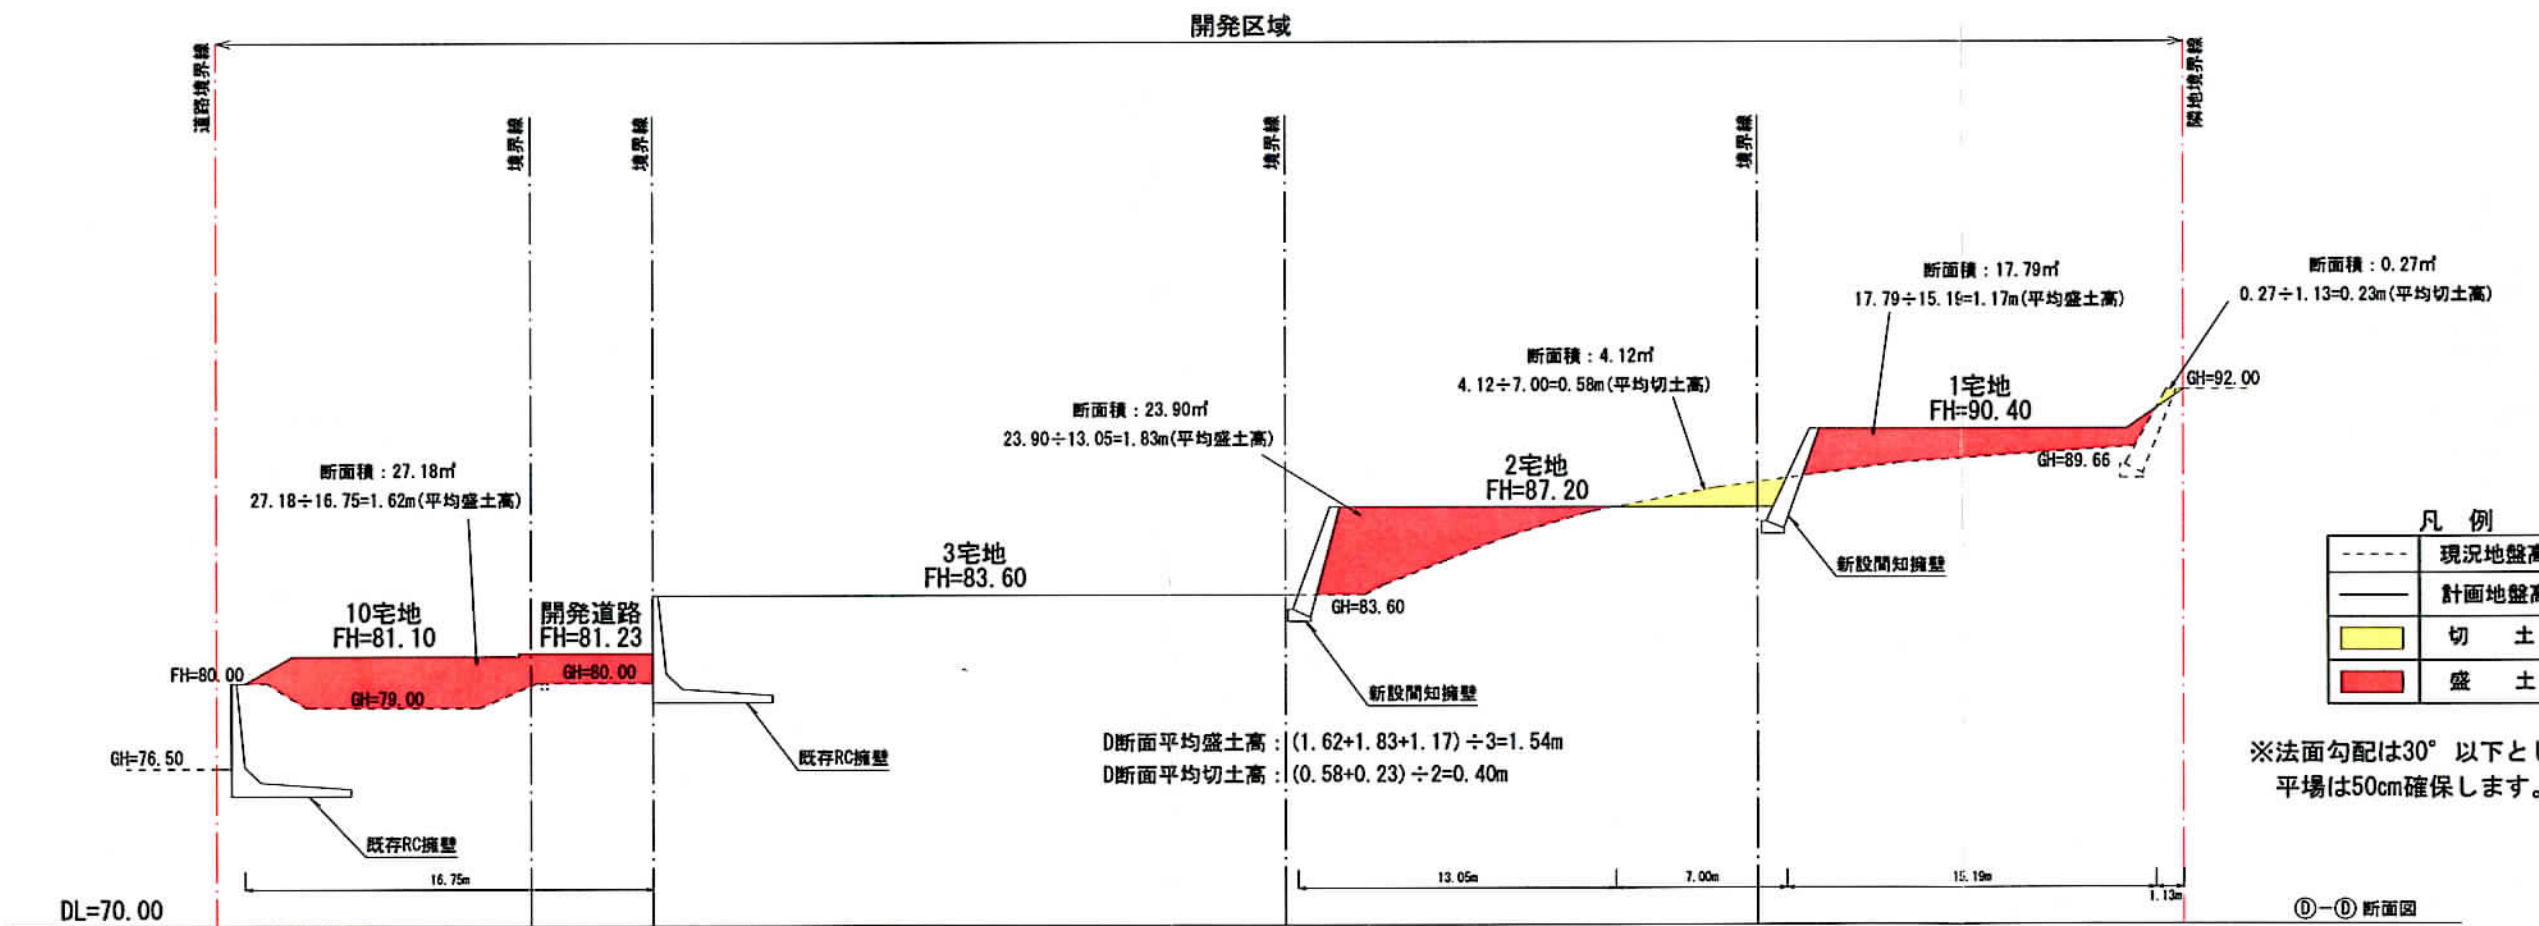 開発区域
道路境界線
境界線
境界線
境界線
境界線
隣地境界線
断面積：27.18㎡
27.18÷16.75=1.62m(平均盛土高)
断面積：23.90㎡
23.90÷13.05=1.83m(平均盛土高)
断面積：4.12㎡
4.12÷7.00=0.58m(平均切土高)
断面積：17.79㎡
17.79÷15.19=1.17m(平均盛土高)
断面積：0.27㎡
0.27÷1.13=0.23m(平均切土高)
10宅地
FH=81.10
開発道路
FH=81.23
3宅地
FH=83.60
2宅地
FH=87.20
1宅地
FH=90.40
GH=92.00
GH=89.66
GH=83.60
FH=80.00
GH=79.00
GH=80.00
GH=76.50
既存RC擁壁
既存RC擁壁
新設間知擁壁
新設間知擁壁
D断面平均盛土高：(1.62+1.83+1.17)÷3=1.54m
D断面平均切土高：(0.58+0.23)÷2=0.40m
凡 例
現況地盤高
計画地盤高
切 土
盛 土
※法面勾配は30°以下とし
平場は50cm確保します。
16.75m
13.05m
7.00m
15.19m
1.13m
DL=70.00
Ⓓ－Ⓓ 断面図